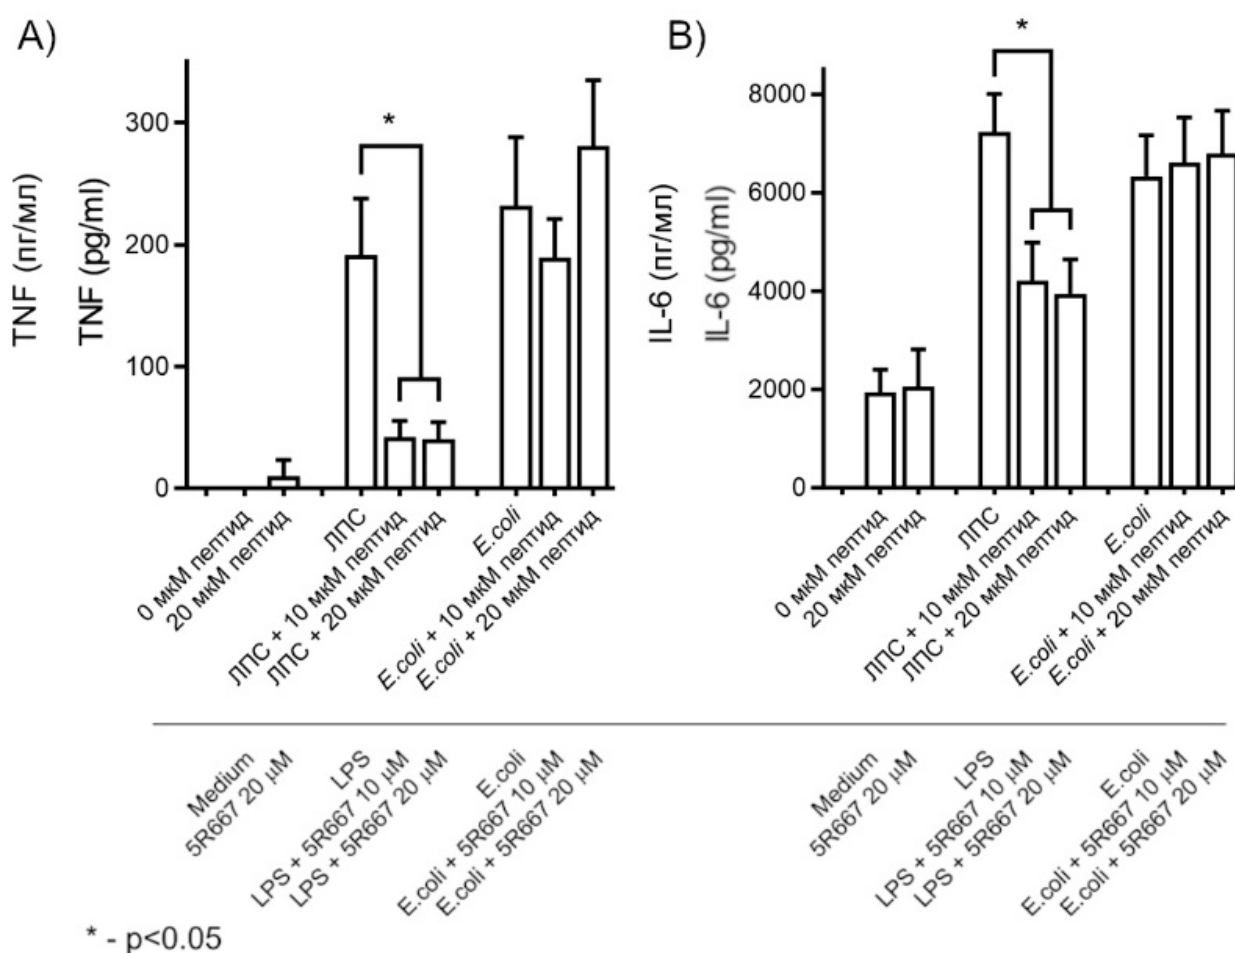 A)
TNF (пг/мл)
TNF (pg/ml)
300
200
100
0
*
0 мкМ пептид
20 мкМ пептид
ЛПС
ЛПС + 10 мкМ пептид
ЛПС + 20 мкМ пептид
E.coli
E.coli + 10 мкМ пептид
E.coli + 20 мкМ пептид
B)
IL-6 (пг/мл)
IL-6 (pg/ml)
8000
6000
4000
2000
0
*
0 мкМ пептид
20 мкМ пептид
ЛПС
ЛПС + 10 мкМ пептид
ЛПС + 20 мкМ пептид
E.coli
E.coli + 10 мкМ пептид
E.coli + 20 мкМ пептид
Medium
5R667 20 μM
LPS
LPS + 5R667 10 μM
LPS + 5R667 20 μM
E.coli
E.coli + 5R667 10 μM
E.coli + 5R667 20 μM
Medium
5R667 20 μM
LPS
LPS + 5R667 10 μM
LPS + 5R667 20 μM
E.coli
E.coli + 5R667 10 μM
E.coli + 5R667 20 μM
* - p<0.05